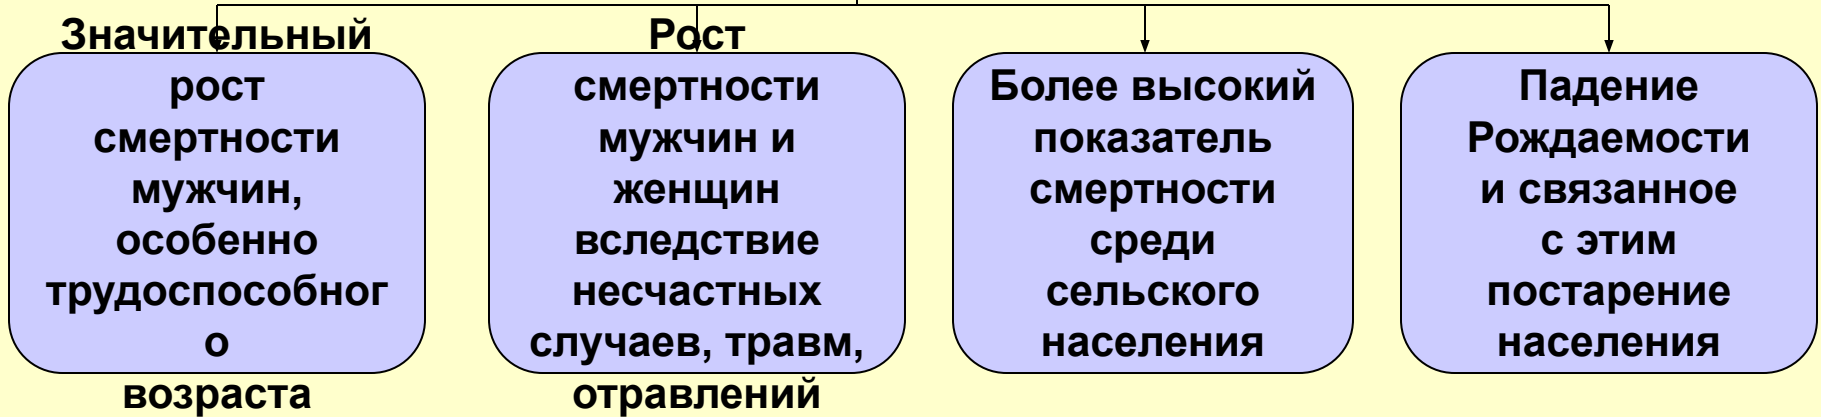 Значительный
рост
смертности
мужчин,
особенно
трудоспособног
о
возраста
Рост
смертности
мужчин и
женщин
вследствие
несчастных
случаев, травм,
отравлений
Более высокий
показатель
смертности
среди
сельского
населения
Падение
Рождаемости
и связанное
с этим
постарение
населения